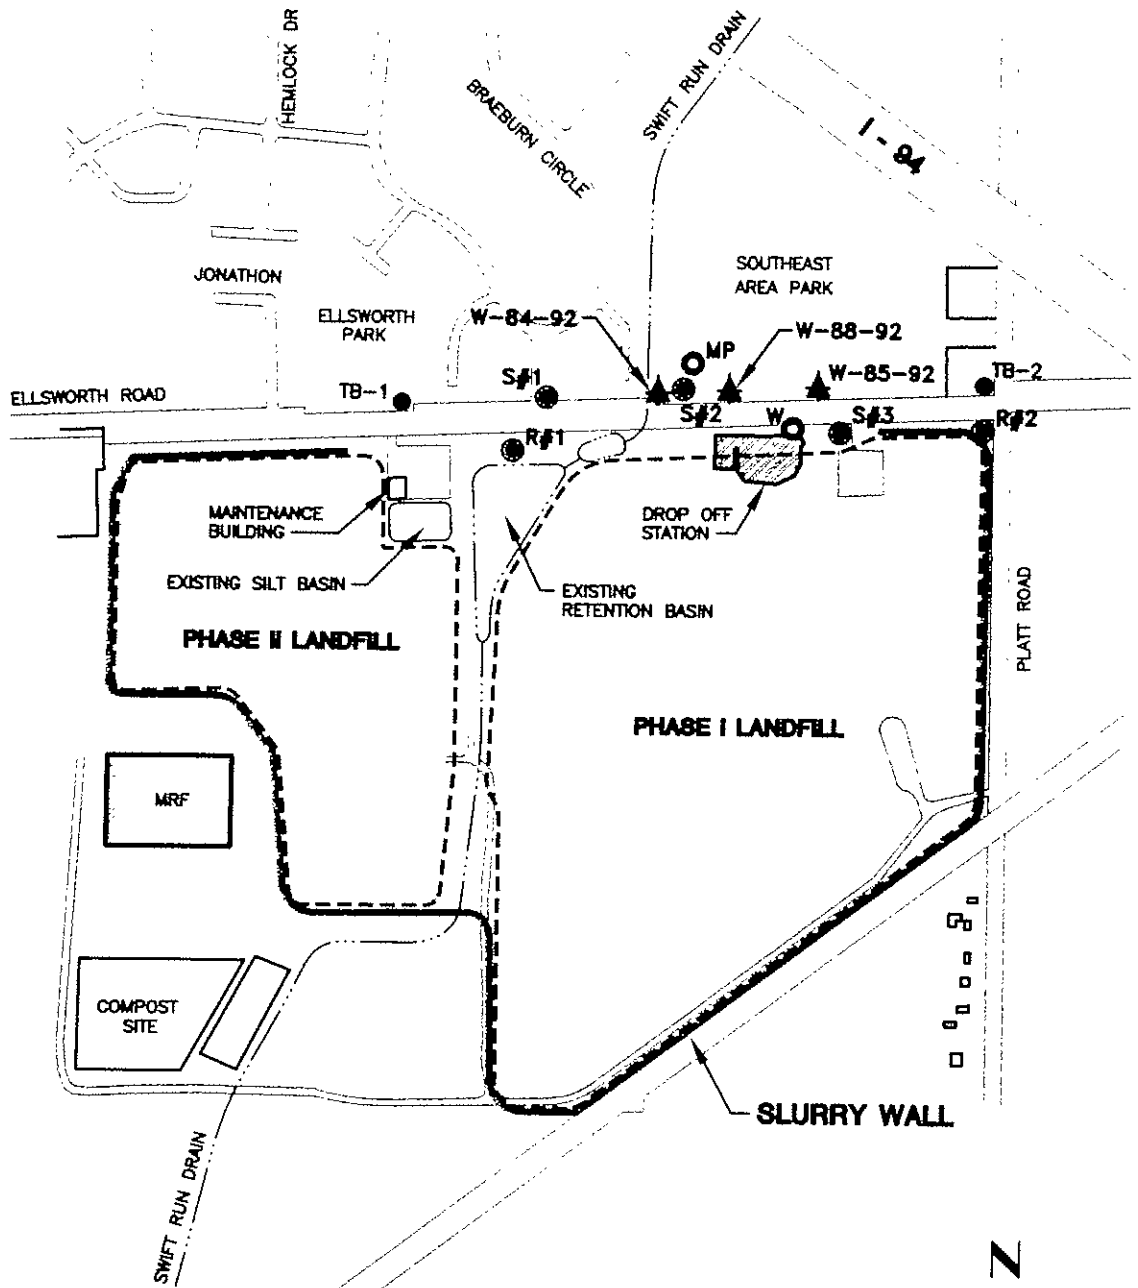 HEMLOCK DR
BRAEBURN CIRCLE
SWIFT RUN DRAIN
I - 94
JONATHON
ELLSWORTH
PARK
SOUTHEAST
AREA PARK
W-84-92
W-88-92
MP
W-85-92
TB-2
ELLSWORTH ROAD
TB-1
S#1
S#2
W
S#3
R#2
R#1
MAINTENANCE
BUILDING
DROP OFF
STATION
EXISTING SILT BASIN
EXISTING
RETENTION BASIN
PHASE II LANDFILL
PLATT ROAD
PHASE I LANDFILL
MRF
COMPOST
SITE
SLURRY WALL
SWIFT RUN DRAIN
N